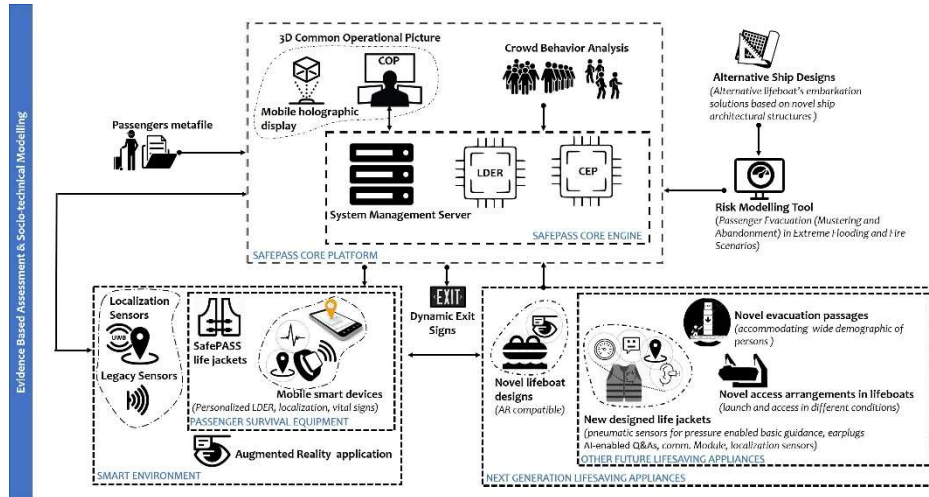 Evidence Based Assessment & Socio-technical Modelling
3D Common Operational Picture
COP
Mobile holographic
display
Crowd Behavior Analysis
Passengers metafile
LDER
CEP
System Management Server
SAFEPASS CORE ENGINE
SAFEPASS CORE PLATFORM
Alternative Ship Designs
(Alternative lifeboat's embarkation
solutions based on novel ship
architectural structures )
Risk Modelling Tool
(Passenger Evacuation (Mustering and
Abandonment) in Extreme Flooding and Fire
Scenarios)
Localization
Sensors
UWB
Legacy Sensors
SafePASS
life jackets
Mobile smart devices
(Personalized LDER, localization, vital signs)
PASSENGER SURVIVAL EQUIPMENT
Augmented Reality application
SMART ENVIRONMENT
EXIT
Dynamic Exit
Signs
Novel lifeboat
designs
(AR compatible)
Novel evacuation passages
(accommodating wide demographic of
persons )
Novel access arrangements in lifeboats
(launch and access in different conditions)
New designed life jackets
(pneumatic sensors for pressure enabled basic guidance, earplugs
AI-enabled Q&As, comm. Module, localization sensors)
OTHER FUTURE LIFESAVING APPLIANCES
NEXT GENERATION LIFESAVING APPLIANCES